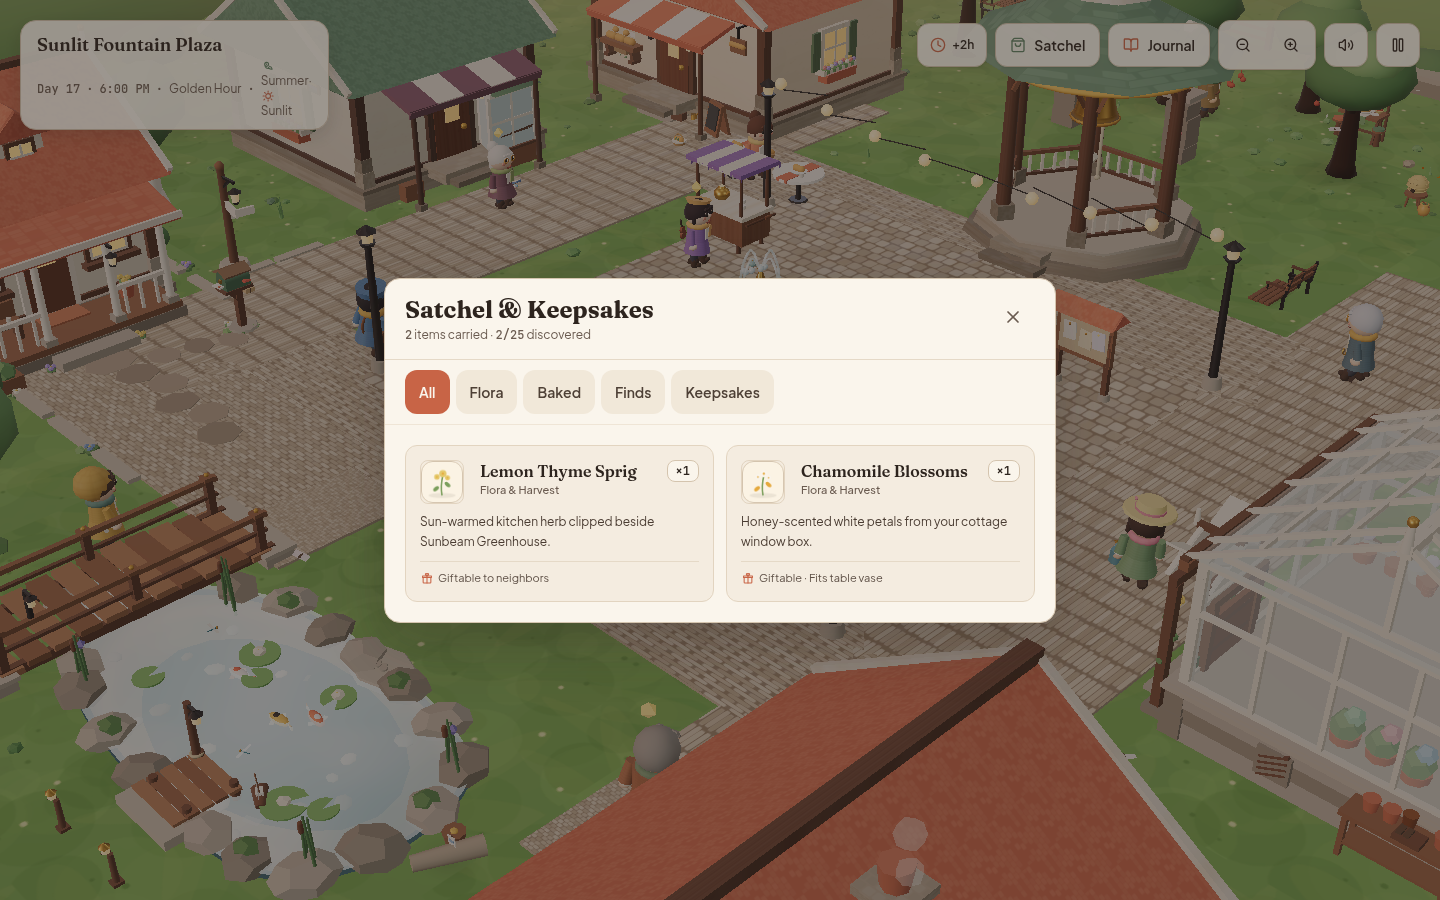 Sunlit Fountain Plaza
Day 17 · 6:00 PM · Golden Hour ·
Summer·
Sunlit
+2h
Satchel
Journal
Satchel & Keepsakes
2 items carried · 2/25 discovered
All
Flora
Baked
Finds
Keepsakes
Lemon Thyme Sprig
×1
Flora & Harvest
Sun-warmed kitchen herb clipped beside
Sunbeam Greenhouse.
Giftable to neighbors
Chamomile Blossoms
×1
Flora & Harvest
Honey-scented white petals from your cottage
window box.
Giftable · Fits table vase